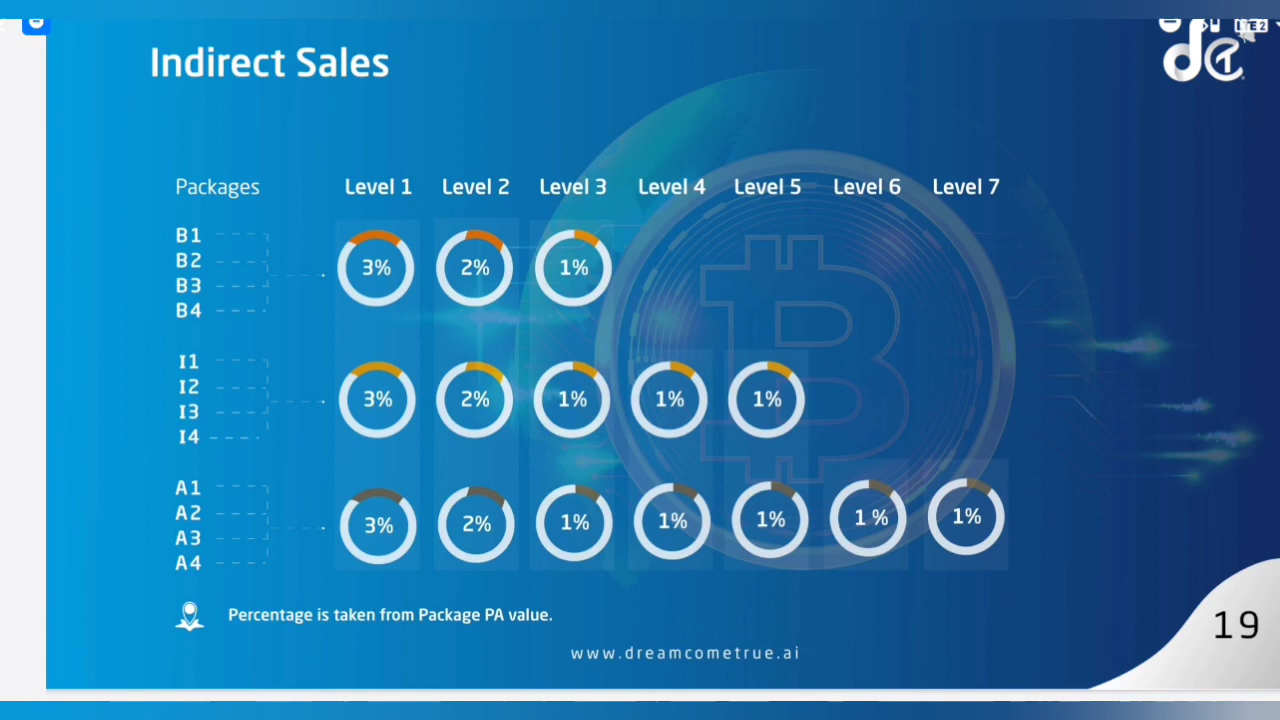 LTE2
Indirect Sales
dCT
Packages Level 1 Level 2 Level 3 Level 4 Level 5 Level 6 Level 7
B1
B2
3% 2% 1%
B3
B4
I1
I2
3% 2% 1% 1% 1%
I3
I4
A1
A2
3% 2% 1% 1% 1% 1 % 1%
A3
A4
Percentage is taken from Package PA value.
19
www.dreamcometrue.ai